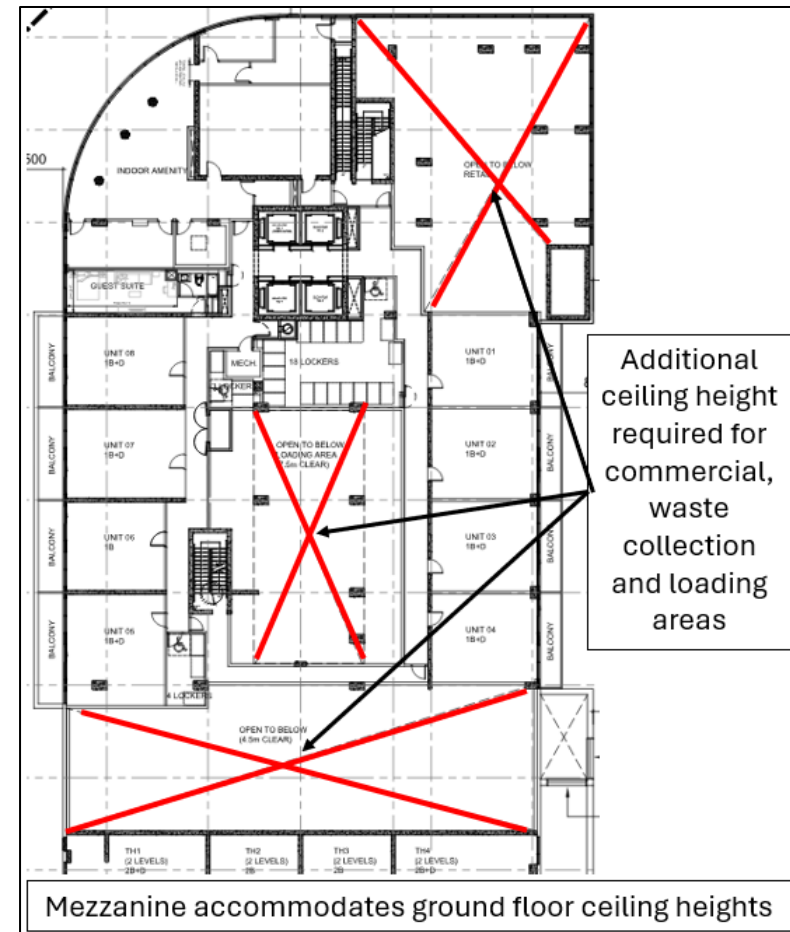 500
INDOOR AMENITY
OPEN TO BELOW
RETAIL
GUEST SUITE
BALCONY
UNIT 08
1B+D
MECH.
18 LOCKERS
LOCKER
UNIT 01
1B+D
BALCONY
Additional
ceiling height
required for
commercial,
waste
collection
and loading
areas
BALCONY
UNIT 07
1B+D
OPEN TO BELOW
LOADING AREA
(7.5m CLEAR)
UNIT 02
1B+D
BALCONY
BALCONY
UNIT 06
1B
UNIT 03
1B+D
BALCONY
BALCONY
UNIT 05
1B+D
UNIT 04
1B+D
BALCONY
4 LOCKERS
OPEN TO BELOW
(4.5m CLEAR)
TH1
(2 LEVELS)
2B+D
TH2
(2 LEVELS)
2B
TH3
(2 LEVELS)
2B
TH4
(2 LEVELS)
2B+D
Mezzanine accommodates ground floor ceiling heights